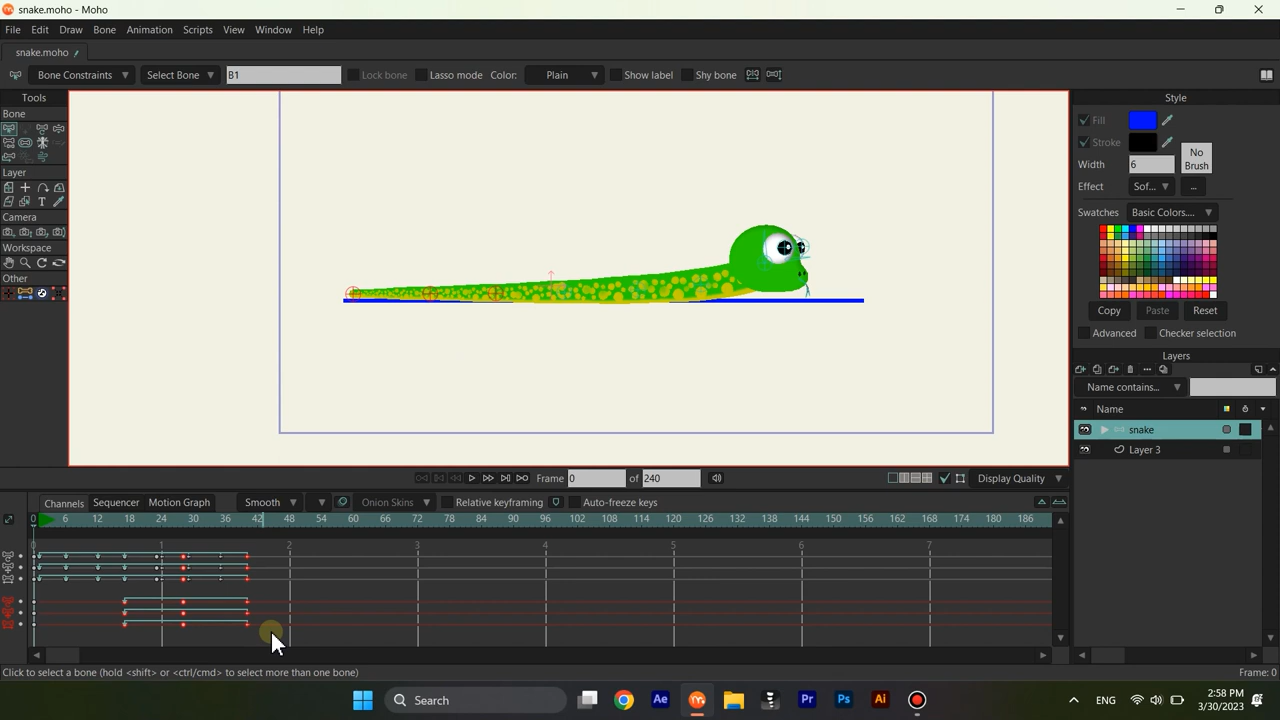 snake.moho - Moho
File Edit Draw Bone Animation Scripts View Window Help
snake.moho
Bone Constraints Select Bone B1 Lock bone Lasso mode Color: Plain Show label Shy bone
Tools
Bone
Layer
T
Camera
Workspace
Other
Style
Fill
Stroke
No Brush
Width 6
Effect Sof... ...
Swatches Basic Colors....
Copy Paste Reset
Advanced Checker selection
Layers
Name contains...
Name
snake
Layer 3
Frame 0 of 240 Display Quality
Channels Sequencer Motion Graph Smooth Onion Skins Relative keyframing Auto-freeze keys
0 6 12 18 24 30 36 42 48 54 60 66 72 78 84 90 96 102 108 114 120 126 132 138 144 150 156 162 168 174 180 186
0 1 2 3 4 5 6 7
Click to select a bone (hold <shift> or <ctrl/cmd> to select more than one bone) Frame: 0
Search Ae Pr Ps Ai ENG 2:58 PM
3/30/2023